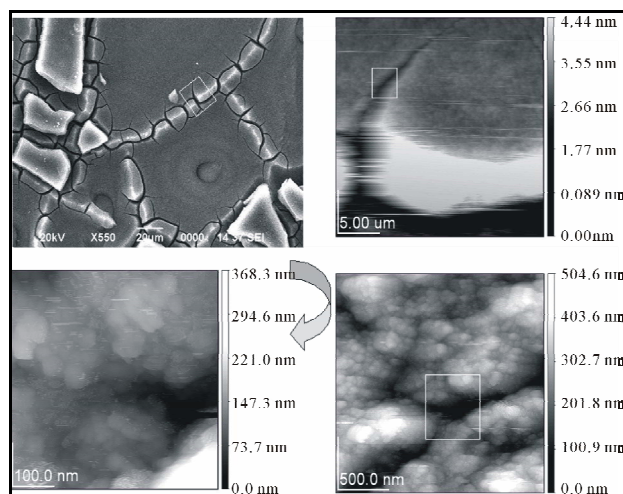 20kV X550 20µm 0000 14 37 SEI
4.44 nm
3.55 nm
2.66 nm
1.77 nm
0.089 nm
0.00nm
5.00 um
368.3 nm
294.6 nm
221.0 nm
147.3 nm
73.7 nm
0.0 nm
100.0 nm
504.6 nm
403.6 nm
302.7 nm
201.8 nm
100.9 nm
0.0 nm
500.0 nm